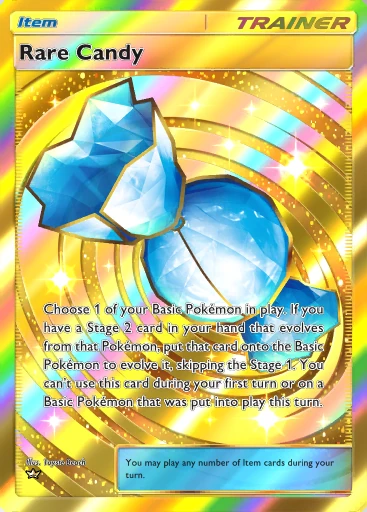 Item
TRAINER
Rare Candy
Choose 1 of your Basic Pokémon in play. If you
have a Stage 2 card in your hand that evolves
from that Pokémon, put that card onto the Basic
Pokémon to evolve it, skipping the Stage 1. You
can't use this card during your first turn or on a
Basic Pokémon that was put into play this turn.
Illus.
You may play any number of Item cards during your
turn.